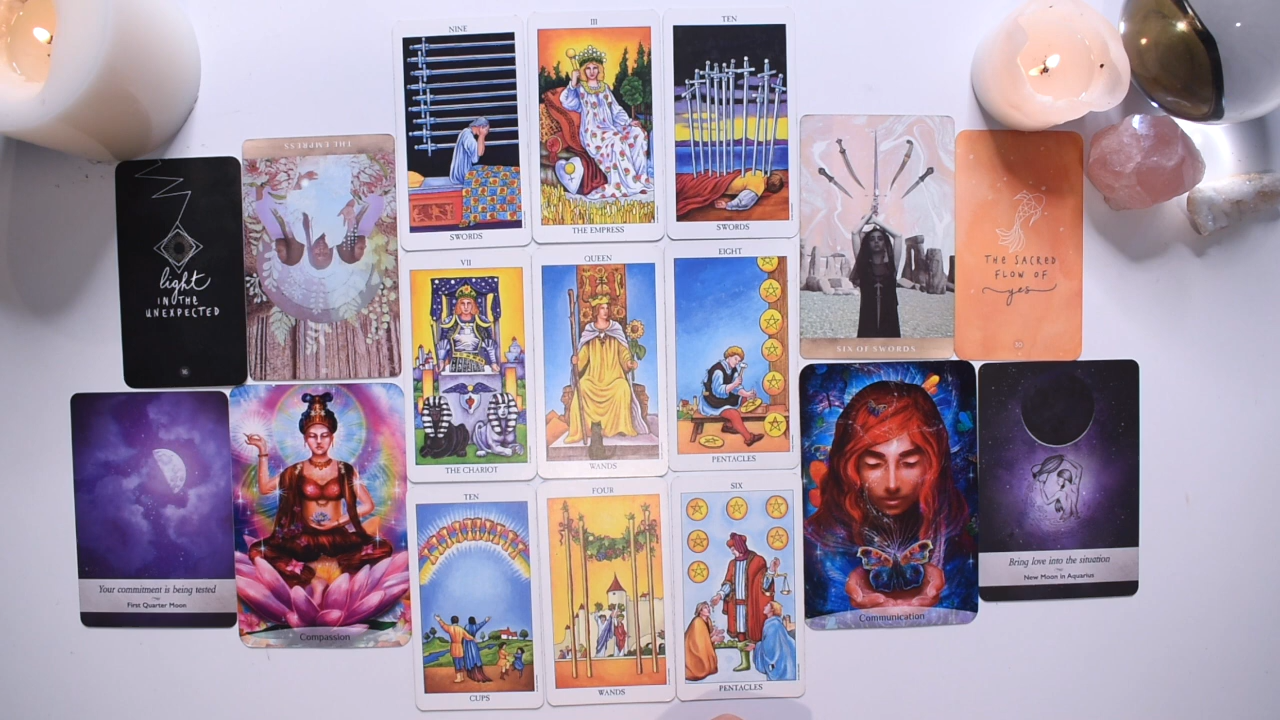 NINE
SWORDS
III
THE EMPRESS
TEN
SWORDS
THE EMPRESS
light
IN THE
UNEXPECTED
SIX OF SWORDS
THE SACRED
FLOW OF
yes
VII
THE CHARIOT
QUEEN
WANDS
EIGHT
PENTACLES
Your commitment is being tested
First Quarter Moon
Compassion
TEN
CUPS
FOUR
WANDS
SIX
PENTACLES
Communication
Bring love into the situation
New Moon in Aquarius